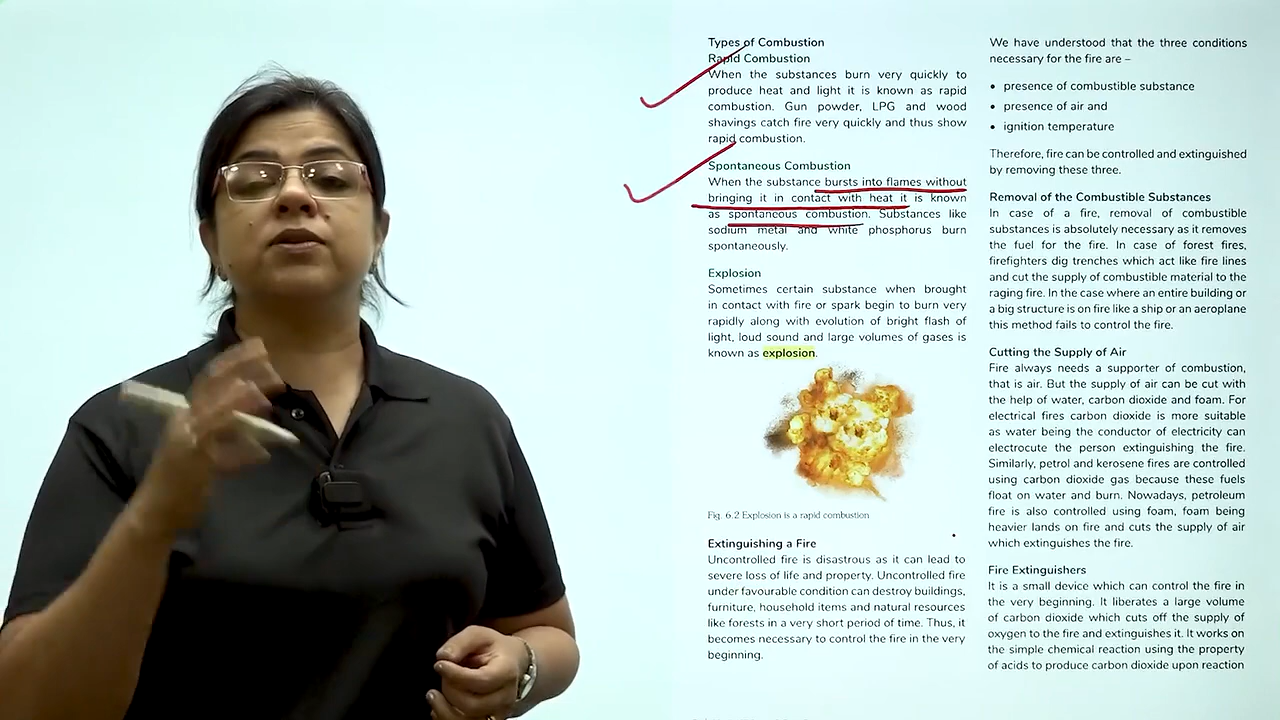 Types of Combustion
Rapid Combustion
When the substances burn very quickly to
produce heat and light it is known as rapid
combustion. Gun powder, LPG and wood
shavings catch fire very quickly and thus show
rapid combustion.
Spontaneous Combustion
When the substance bursts into flames without
bringing it in contact with heat it is known
as spontaneous combustion. Substances like
sodium metal and white phosphorus burn
spontaneously.
Explosion
Sometimes certain substance when brought
in contact with fire or spark begin to burn very
rapidly along with evolution of bright flash of
light, loud sound and large volumes of gases is
known as explosion.
Fig. 6.2 Explosion is a rapid combustion
Extinguishing a Fire
Uncontrolled fire is disastrous as it can lead to
severe loss of life and property. Uncontrolled fire
under favourable condition can destroy buildings,
furniture, household items and natural resources
like forests in a very short period of time. Thus, it
becomes necessary to control the fire in the very
beginning.
We have understood that the three conditions
necessary for the fire are –
• presence of combustible substance
• presence of air and
• ignition temperature
Therefore, fire can be controlled and extinguished
by removing these three.
Removal of the Combustible Substances
In case of a fire, removal of combustible
substances is absolutely necessary as it removes
the fuel for the fire. In case of forest fires,
firefighters dig trenches which act like fire lines
and cut the supply of combustible material to the
raging fire. In the case where an entire building or
a big structure is on fire like a ship or an aeroplane
this method fails to control the fire.
Cutting the Supply of Air
Fire always needs a supporter of combustion,
that is air. But the supply of air can be cut with
the help of water, carbon dioxide and foam. For
electrical fires carbon dioxide is more suitable
as water being the conductor of electricity can
electrocute the person extinguishing the fire.
Similarly, petrol and kerosene fires are controlled
using carbon dioxide gas because these fuels
float on water and burn. Nowadays, petroleum
fire is also controlled using foam, foam being
heavier lands on fire and cuts the supply of air
which extinguishes the fire.
Fire Extinguishers
It is a small device which can control the fire in
the very beginning. It liberates a large volume
of carbon dioxide which cuts off the supply of
oxygen to the fire and extinguishes it. It works on
the simple chemical reaction using the property
of acids to produce carbon dioxide upon reaction